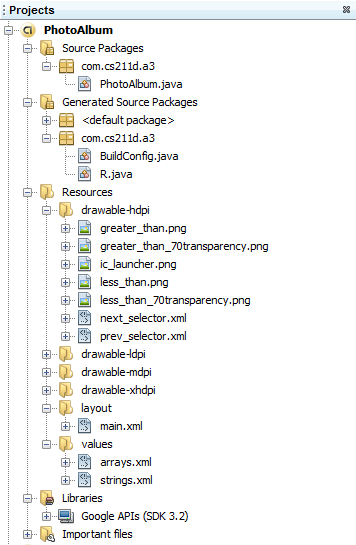 Projects
PhotoAlbum
Source Packages
com.cs211d.a3
PhotoAlbum.java
Generated Source Packages
<default package>
com.cs211d.a3
BuildConfig.java
R.java
Resources
drawable-hdpi
greater_than.png
greater_than_70transparency.png
ic_launcher.png
less_than.png
less_than_70transparency.png
next_selector.xml
prev_selector.xml
drawable-ldpi
drawable-mdpi
drawable-xhdpi
layout
main.xml
values
arrays.xml
strings.xml
Libraries
Google APIs (SDK 3.2)
Important files